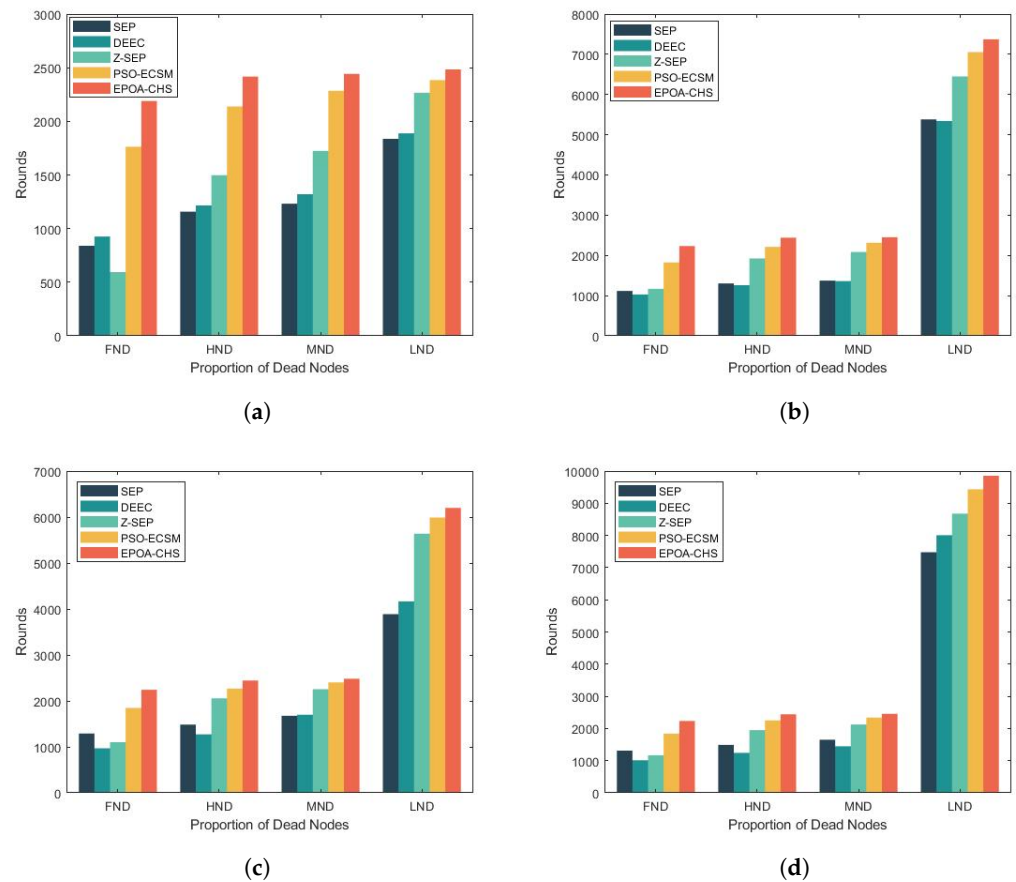 3000
2500
2000
1500
1000
500
0
Rounds
SEP
DEEC
Z-SEP
PSO-ECSM
EPOA-CHS
FND HND MND LND
Proportion of Dead Nodes
(a)
8000
7000
6000
5000
4000
3000
2000
1000
0
Rounds
SEP
DEEC
Z-SEP
PSO-ECSM
EPOA-CHS
FND HND MND LND
Proportion of Dead Nodes
(b)
7000
6000
5000
4000
3000
2000
1000
0
Rounds
SEP
DEEC
Z-SEP
PSO-ECSM
EPOA-CHS
FND HND MND LND
Proportion of Dead Nodes
(c)
10000
9000
8000
7000
6000
5000
4000
3000
2000
1000
0
Rounds
SEP
DEEC
Z-SEP
PSO-ECSM
EPOA-CHS
FND HND MND LND
Proportion of Dead Nodes
(d)